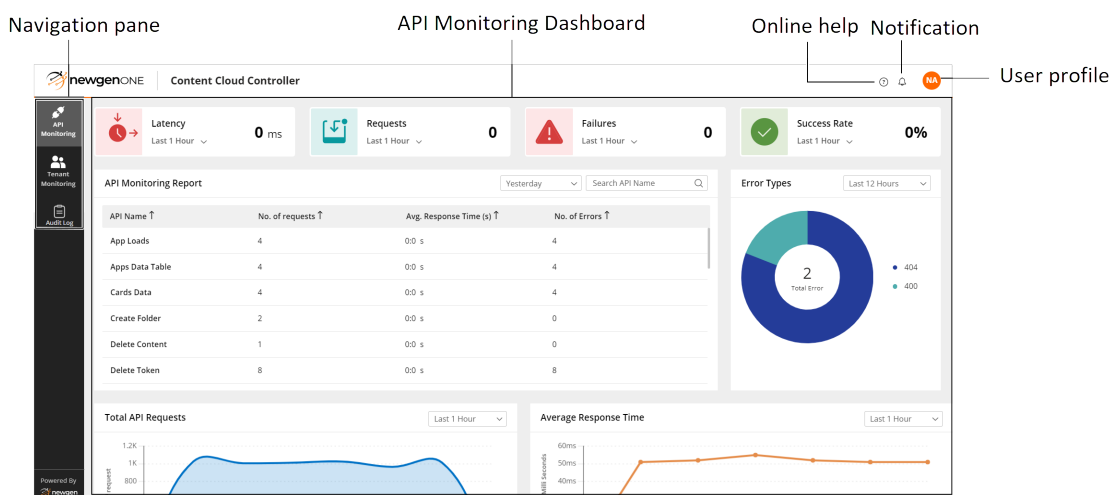 Navigation pane
API Monitoring Dashboard
Online help
Notification
User profile
newgenONE
Content Cloud Controller
NA
API
Monitoring
Tenant
Monitoring
Audit Log
Powered By
newgen
Latency
Last 1 Hour
0 ms
Requests
Last 1 Hour
0
Failures
Last 1 Hour
0
Success Rate
Last 1 Hour
0%
API Monitoring Report
Yesterday
Search API Name
API Name ↑ No. of requests ↑ Avg. Response Time (s) ↑ No. of Errors ↑
App Loads 4 0:0 s 4
Apps Data Table 4 0:0 s 4
Cards Data 4 0:0 s 4
Create Folder 2 0:0 s 0
Delete Content 1 0:0 s 0
Delete Token 8 0:0 s 8
Error Types
Last 12 Hours
2
Total Error
404
400
Total API Requests
Last 1 Hour
1.2K
1K
800
request
Average Response Time
Last 1 Hour
60ms
50ms
40ms
Milli Seconds